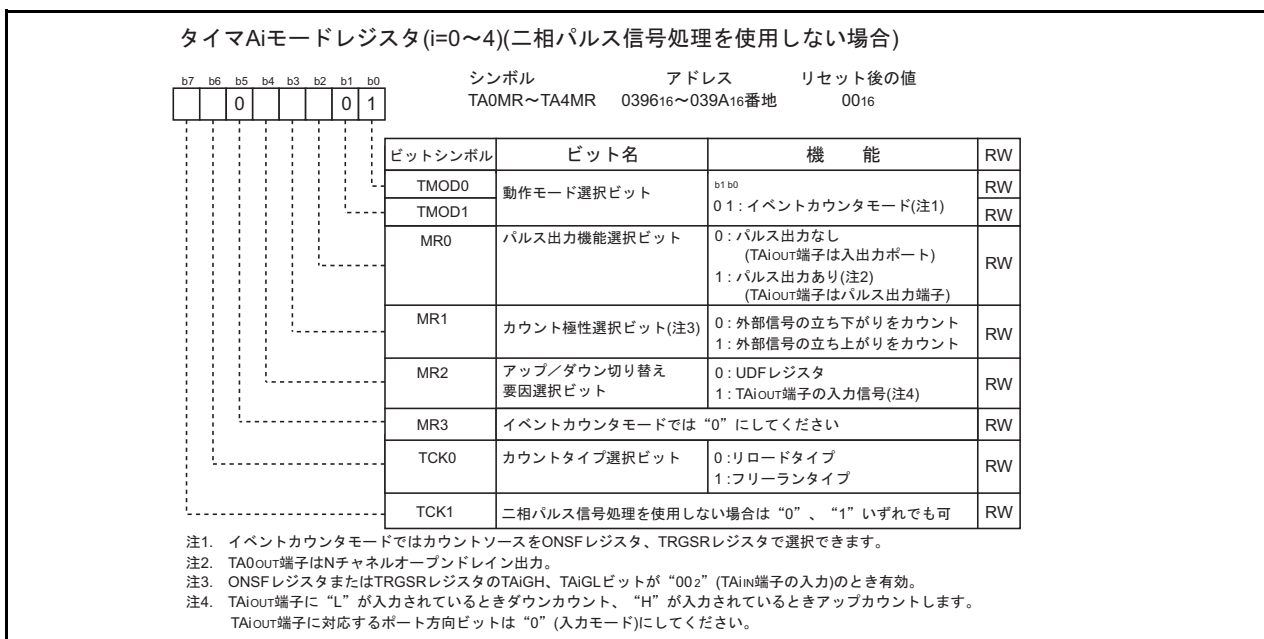 タイマAiモードレジスタ(i=0～4)(二相パルス信号処理を使用しない場合)
シンボル アドレス リセット後の値
TA0MR～TA4MR 039616～039A16番地 0016
b7 b6 b5 b4 b3 b2 b1 b0
0 0 1
ビットシンボル ビット名 機 能 RW
TMOD0 動作モード選択ビット b1 b0 RW
TMOD1 0 1 : イベントカウンタモード(注1) RW
MR0 パルス出力機能選択ビット 0 : パルス出力なし RW
(TAiOUT端子は入出力ポート)
1 : パルス出力あり(注2)
(TAiOUT端子はパルス出力端子)
MR1 カウント極性選択ビット(注3) 0 : 外部信号の立ち下がりをカウント RW
1 : 外部信号の立ち上がりをカウント
MR2 アップ／ダウン切り替え 0 : UDFレジスタ RW
要因選択ビット 1 : TAiOUT端子の入力信号(注4)
MR3 イベントカウンタモードでは“0”にしてください RW
TCK0 カウントタイプ選択ビット 0 :リロードタイプ RW
1 :フリーランタイプ
TCK1 二相パルス信号処理を使用しない場合は“0”、“1”いずれでも可 RW
注1. イベントカウンタモードではカウントソースをONSFレジスタ、TRGSRレジスタで選択できます。
注2. TA0OUT端子はNチャネルオープンドレイン出力。
注3. ONSFレジスタまたはTRGSRレジスタのTAiGH、TAiGLビットが“002”(TAiIN端子の入力)のとき有効。
注4. TAiOUT端子に“L”が入力されているときダウンカウント、“H”が入力されているときアップカウントします。
TAiOUT端子に対応するポート方向ビットは“0”(入力モード)にしてください。